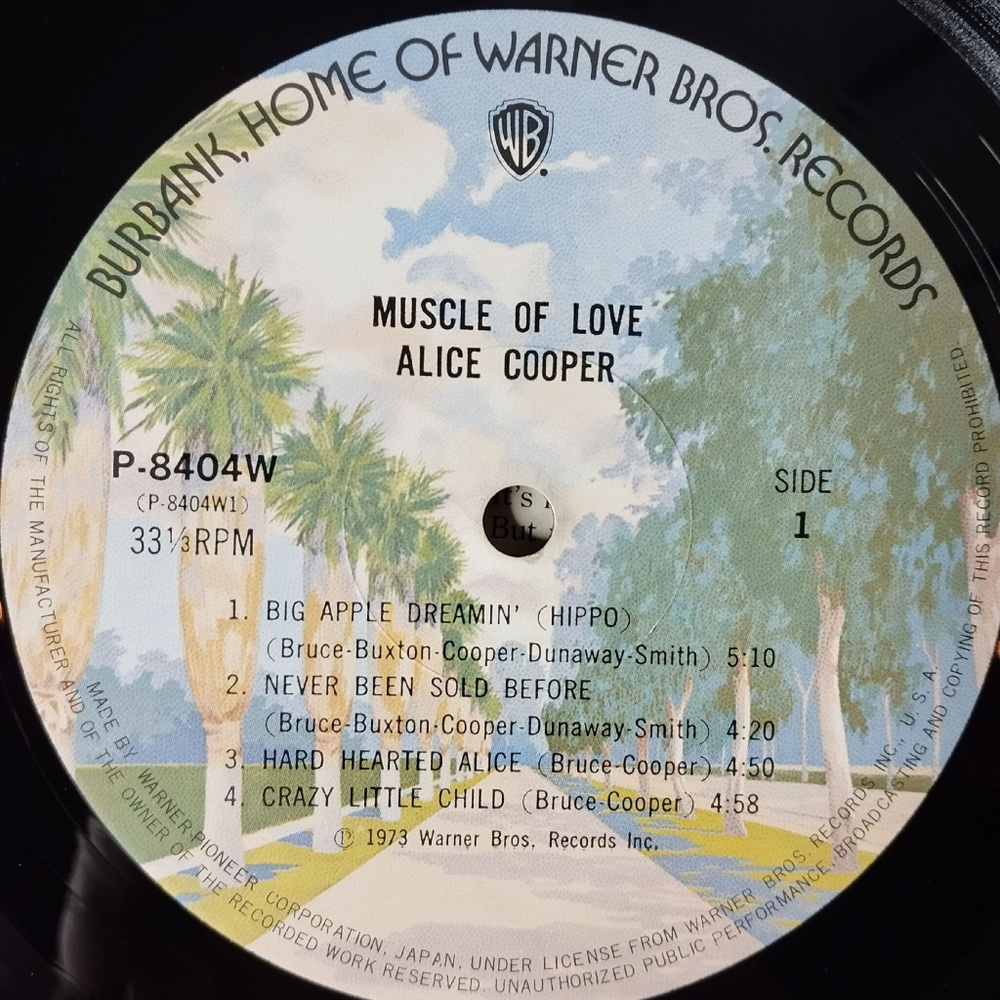 BURBANK, HOME OF WARNER BROS. RECORDS
WB
MUSCLE OF LOVE
ALICE COOPER
P-8404W
(P-8404W1)
33⅓RPM
SIDE
1
It's
But
1. BIG APPLE DREAMIN' (HIPPO)
(Bruce-Buxton-Cooper-Dunaway-Smith) 5:10
2. NEVER BEEN SOLD BEFORE
(Bruce-Buxton-Cooper-Dunaway-Smith) 4:20
3. HARD HEARTED ALICE (Bruce-Cooper) 4:50
4. CRAZY LITTLE CHILD (Bruce-Cooper) 4:58
Ⓟ 1973 Warner Bros. Records Inc.
MADE BY WARNER-PIONEER CORPORATION, JAPAN, UNDER LICENSE FROM WARNER BROS. RECORDS INC., U. S. A.
ALL RIGHTS OF THE MANUFACTURER AND OF THE OWNER OF THE RECORDED WORK RESERVED. UNAUTHORIZED PUBLIC PERFORMANCE, BROADCASTING AND COPYING OF THIS RECORD PROHIBITED